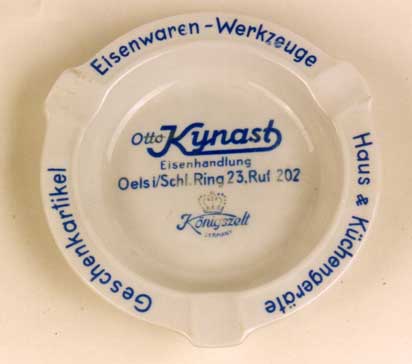 Eisenwaren-Werkzeuge
Otto Kynast
Eisenhandlung
Oels i/Schl. Ring 23. Ruf 202
Königszelt
GERMANY
Haus & Küchengeräte
Geschenkartikel